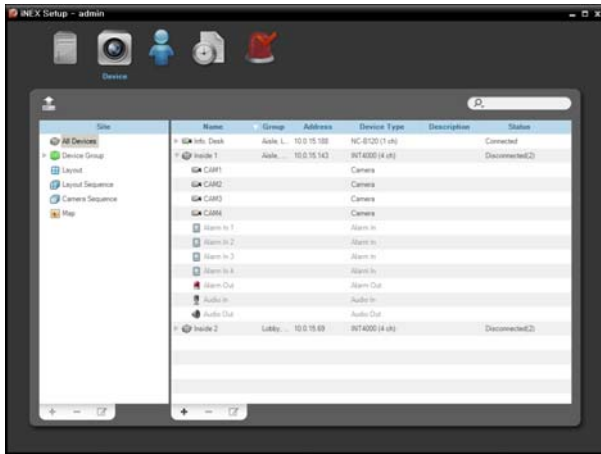 iNEX Setup - admin
Device
Site
Name Group Address Device Type Description Status
All Devices
Device Group
Layout
Layout Sequence
Camera Sequence
Map
Info. Desk Aisle, L... 10.0.15.188 NC-B120 (1 ch) Connected
Inside 1 Aisle, ... 10.0.15.143 INT4000 (4 ch) Disconnected(2)
CAM1 Camera
CAM2 Camera
CAM3 Camera
CAM4 Camera
Alarm In 1 Alarm In
Alarm In 2 Alarm In
Alarm In 3 Alarm In
Alarm In 4 Alarm In
Alarm Out Alarm Out
Audio In Audio In
Audio Out Audio Out
Inside 2 Lobby, ... 10.0.15.69 INT4000 (4 ch) Disconnected(2)